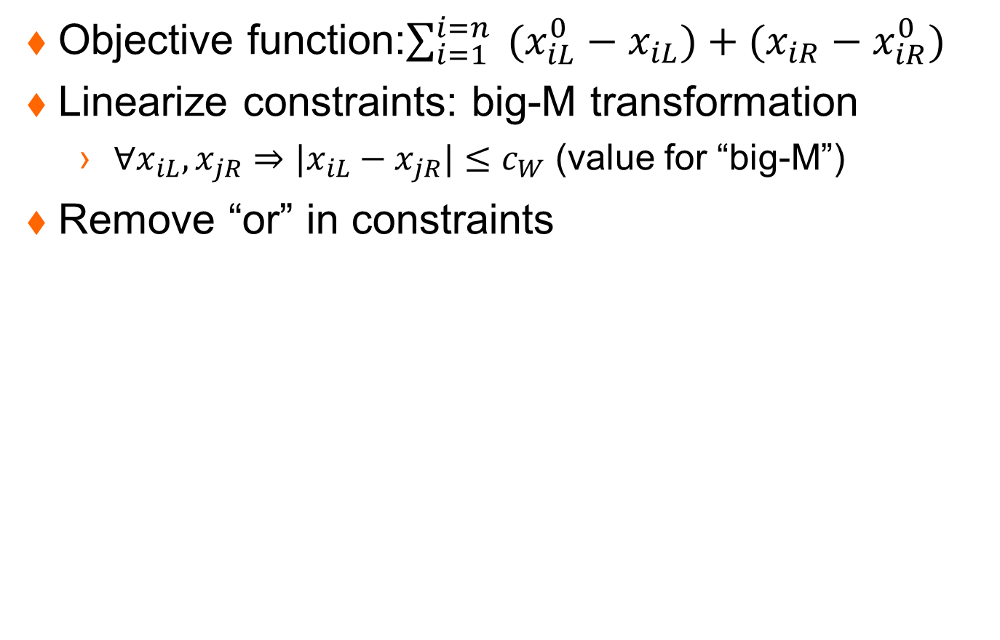 ♦ Objective function:∑_{i=1}^{i=n} (x_{iL}^0 − x_{iL}) + (x_{iR} − x_{iR}^0)
♦ Linearize constraints: big-M transformation
› ∀x_{iL}, x_{jR} ⇒ |x_{iL} − x_{jR}| ≤ c_W (value for “big-M”)
♦ Remove “or” in constraints